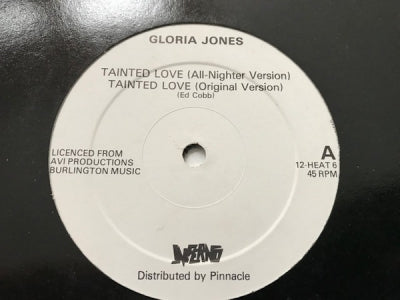 GLORIA JONES
TAINTED LOVE (All-Nighter Version)
TAINTED LOVE (Original Version)
(Ed Cobb)
LICENCED FROM
AVI PRODUCTIONS
BURLINGTON MUSIC
A
12-HEAT 6
45 RPM
INFERNO
Distributed by Pinnacle